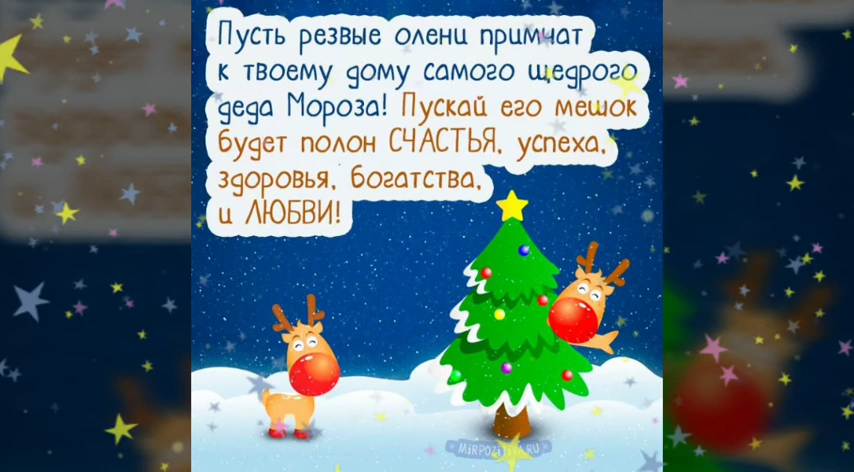 Пусть резвые олени примчат
к твоему дому самого щедрого
деда Мороза! Пускай его мешок
будет полон СЧАСТЬЯ, успеха,
здоровья, богатства,
и ЛЮБВИ!
MIRPOZITIVA.RU